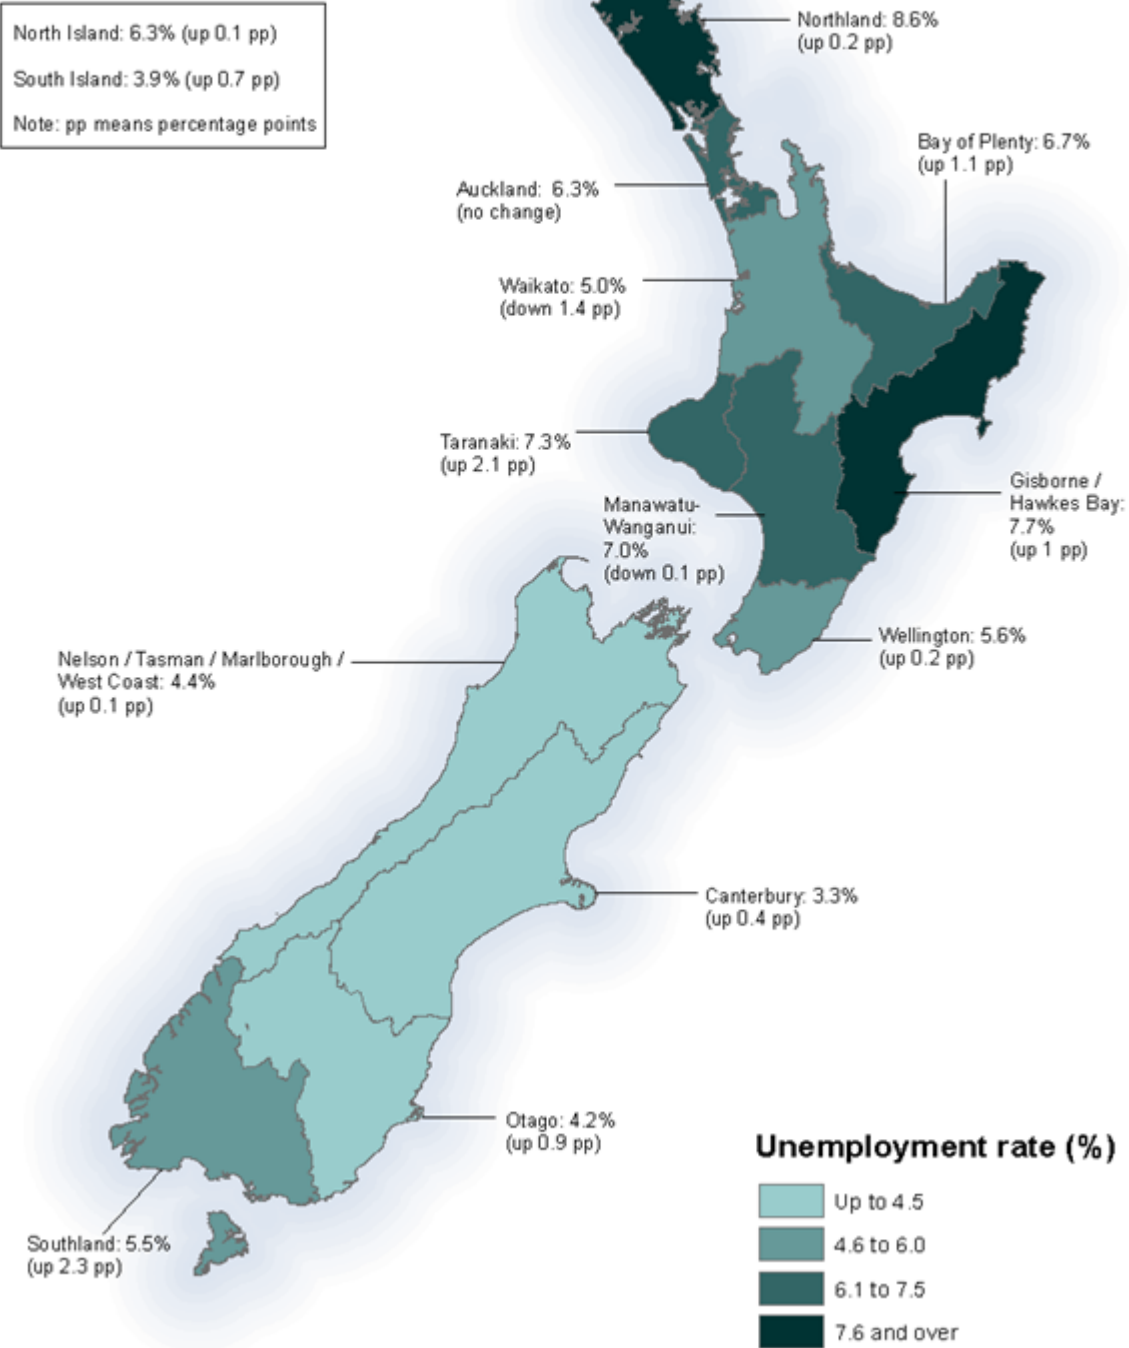 North Island: 6.3% (up 0.1 pp)
South Island: 3.9% (up 0.7 pp)
Note: pp means percentage points
Northland: 8.6%
(up 0.2 pp)
Bay of Plenty: 6.7%
(up 1.1 pp)
Auckland: 6.3%
(no change)
Waikato: 5.0%
(down 1.4 pp)
Taranaki: 7.3%
(up 2.1 pp)
Gisborne /
Hawkes Bay:
7.7%
(up 1 pp)
Manawatu-
Wanganui:
7.0%
(down 0.1 pp)
Wellington: 5.6%
(up 0.2 pp)
Nelson / Tasman / Marlborough /
West Coast: 4.4%
(up 0.1 pp)
Canterbury: 3.3%
(up 0.4 pp)
Otago: 4.2%
(up 0.9 pp)
Southland: 5.5%
(up 2.3 pp)
Unemployment rate (%)
Up to 4.5
4.6 to 6.0
6.1 to 7.5
7.6 and over